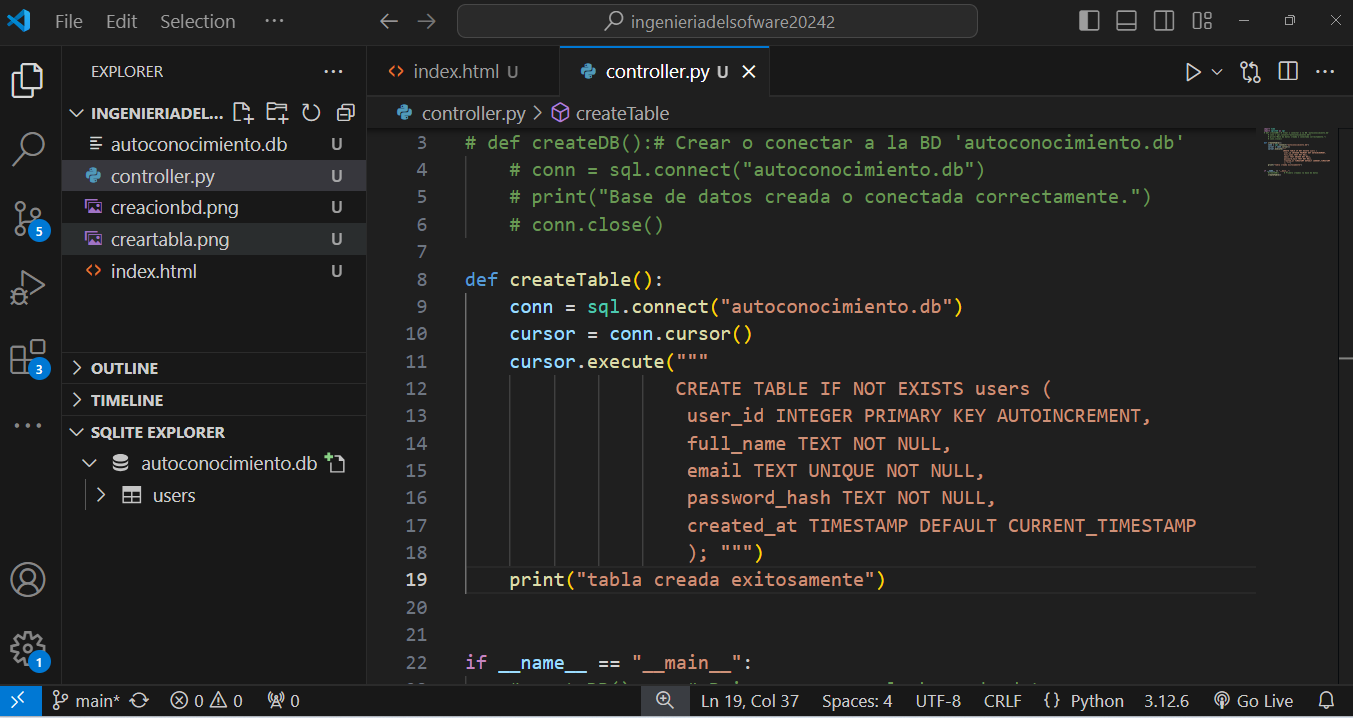 File Edit Selection ··· ingenieriadelsofware20242
EXPLORER ···
INGENIERIADEL...
autoconocimiento.db U
controller.py U
creacionbd.png U
creartabla.png U
index.html U
OUTLINE
TIMELINE
SQLITE EXPLORER
autoconocimiento.db
users
5
3
1
index.html U controller.py U
controller.py > createTable
3 # def createDB():# Crear o conectar a la BD 'autoconocimiento.db'
4 # conn = sql.connect("autoconocimiento.db")
5 # print("Base de datos creada o conectada correctamente.")
6 # conn.close()
7
8 def createTable():
9 conn = sql.connect("autoconocimiento.db")
10 cursor = conn.cursor()
11 cursor.execute("""
12 CREATE TABLE IF NOT EXISTS users (
13 user_id INTEGER PRIMARY KEY AUTOINCREMENT,
14 full_name TEXT NOT NULL,
15 email TEXT UNIQUE NOT NULL,
16 password_hash TEXT NOT NULL,
17 created_at TIMESTAMP DEFAULT CURRENT_TIMESTAMP
18 ); """)
19 print("tabla creada exitosamente")
20
21
22 if __name__ == "__main__":
main* 0 0 0 Ln 19, Col 37 Spaces: 4 UTF-8 CRLF {} Python 3.12.6 Go Live